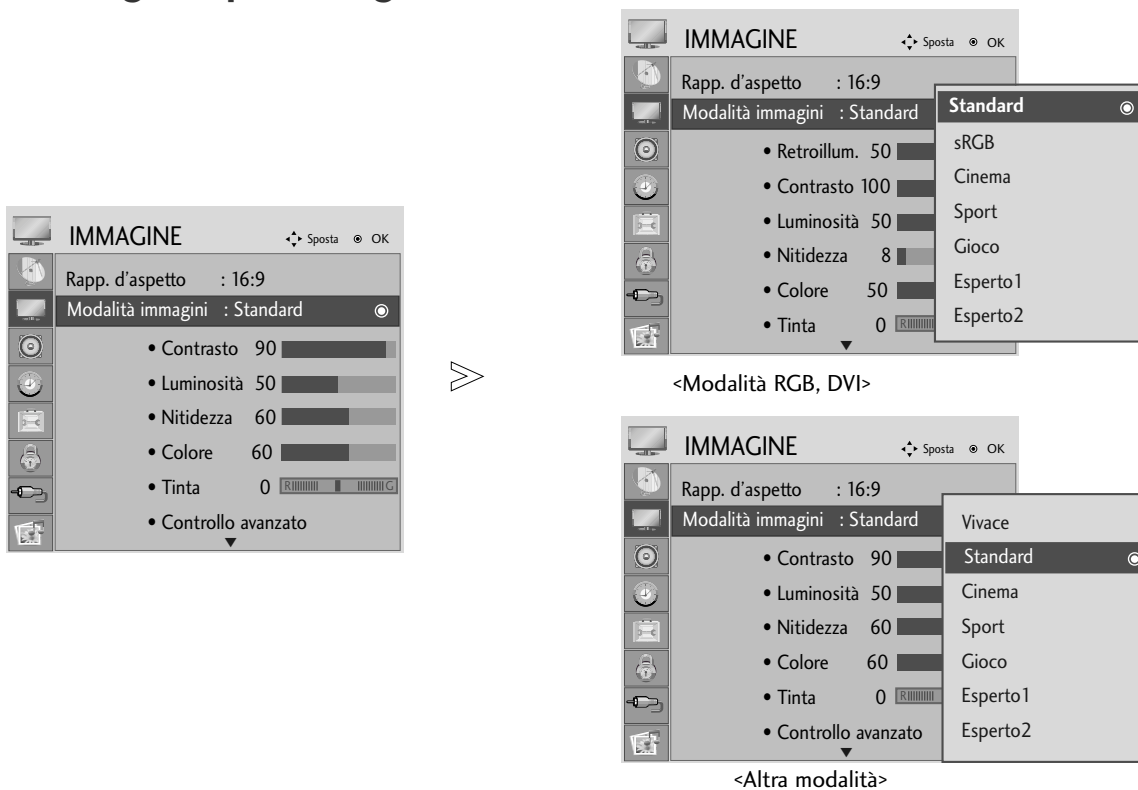 IMMAGINE
Sposta OK
Rapp. d'aspetto : 16:9
Modalità immagini : Standard
• Contrasto 90
• Luminosità 50
• Nitidezza 60
• Colore 60
• Tinta 0 R G
• Controllo avanzato
IMMAGINE
Sposta OK
Rapp. d'aspetto : 16:9
Modalità immagini : Standard
• Retroillum. 50
• Contrasto 100
• Luminosità 50
• Nitidezza 8
• Colore 50
• Tinta 0 R
Standard
sRGB
Cinema
Sport
Gioco
Esperto1
Esperto2
<Modalità RGB, DVI>
IMMAGINE
Sposta OK
Rapp. d'aspetto : 16:9
Modalità immagini : Standard
• Contrasto 90
• Luminosità 50
• Nitidezza 60
• Colore 60
• Tinta 0 R
• Controllo avanzato
Vivace
Standard
Cinema
Sport
Gioco
Esperto1
Esperto2
<Altra modalità>